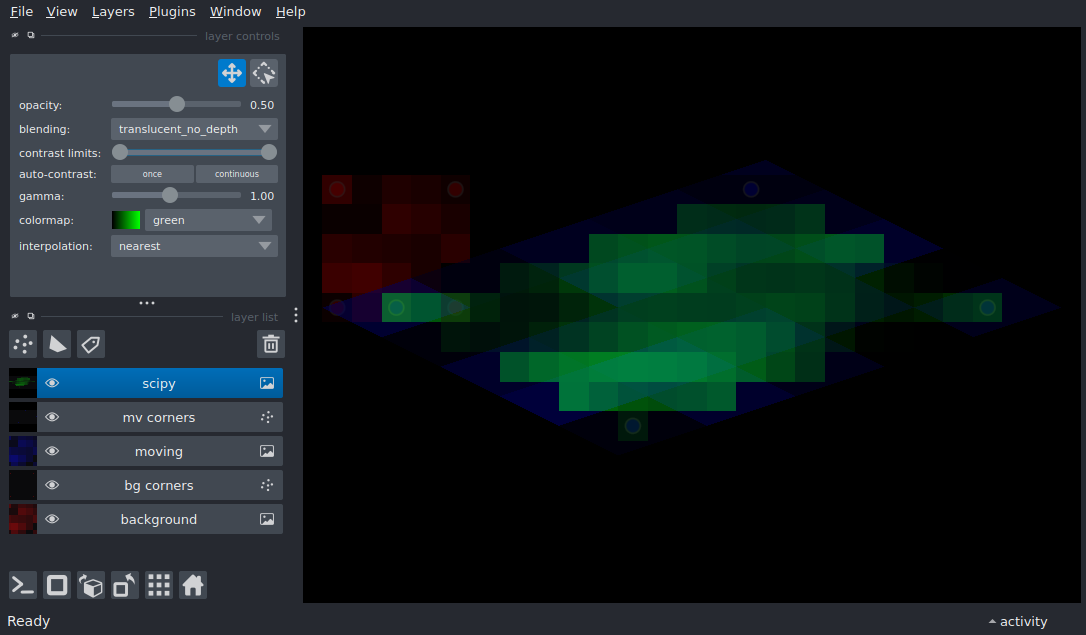 File View Layers Plugins Window Help
layer controls
opacity: 0.50
blending: translucent_no_depth
contrast limits:
auto-contrast: once continuous
gamma: 1.00
colormap: green
interpolation: nearest
layer list
scipy
mv corners
moving
bg corners
background
Ready activity